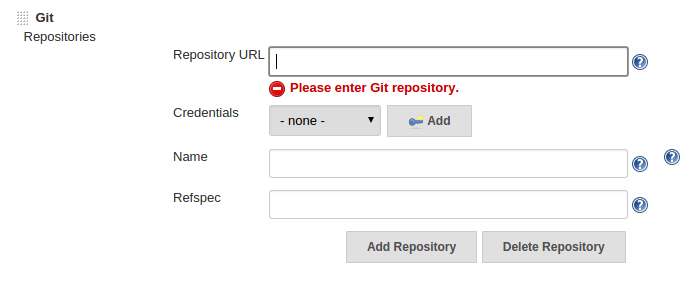 Git
Repositories
Repository URL
?
Please enter Git repository.
Credentials
- none -
Add
Name
?
?
Refspec
?
Add Repository
Delete Repository